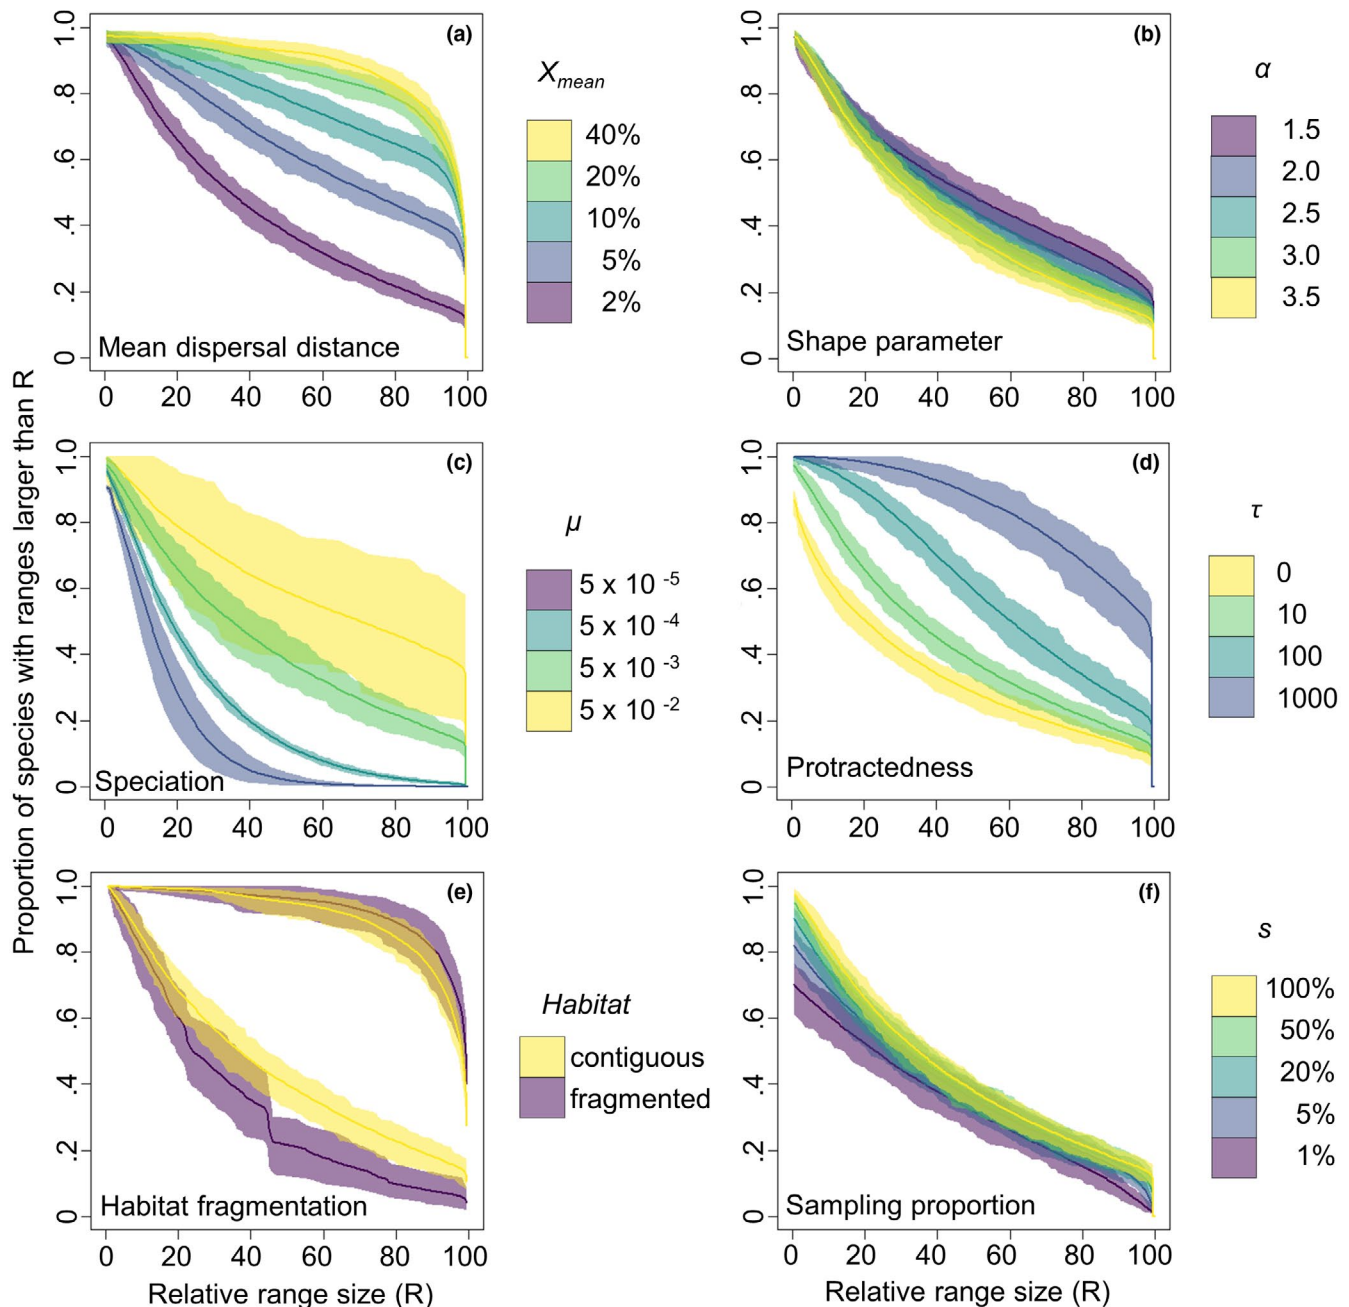 Proportion of species with ranges larger than R
(a)
1.0
.8
.6
.4
.2
0
Mean dispersal distance
0 20 40 60 80 100
Xmean
40%
20%
10%
5%
2%
(b)
1.0
.8
.6
.4
.2
0
Shape parameter
0 20 40 60 80 100
α
1.5
2.0
2.5
3.0
3.5
(c)
1.0
.8
.6
.4
.2
0
Speciation
0 20 40 60 80 100
μ
5 x 10 -5
5 x 10 -4
5 x 10 -3
5 x 10 -2
(d)
1.0
.8
.6
.4
.2
0
Protractedness
0 20 40 60 80 100
τ
0
10
100
1000
(e)
1.0
.8
.6
.4
.2
0
Habitat fragmentation
0 20 40 60 80 100
Relative range size (R)
Habitat
contiguous
fragmented
(f)
1.0
.8
.6
.4
.2
0
Sampling proportion
0 20 40 60 80 100
Relative range size (R)
s
100%
50%
20%
5%
1%